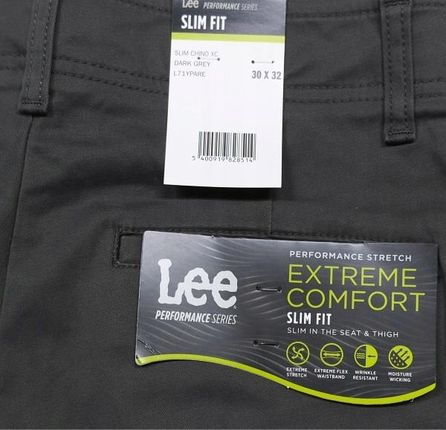 Lee PERFORMANCE SERIES
SLIM FIT
SLIM CHINO XC
DARK GREY
L71YPARE
30 X 32
5 400919 828514
Lee
PERFORMANCE SERIES
PERFORMANCE STRETCH
EXTREME
COMFORT
SLIM FIT
SLIM IN THE SEAT & THIGH
EXTREME STRETCH
EXTREME FLEX WAISTBAND
WRINKLE RESISTANT
MOISTURE WICKING